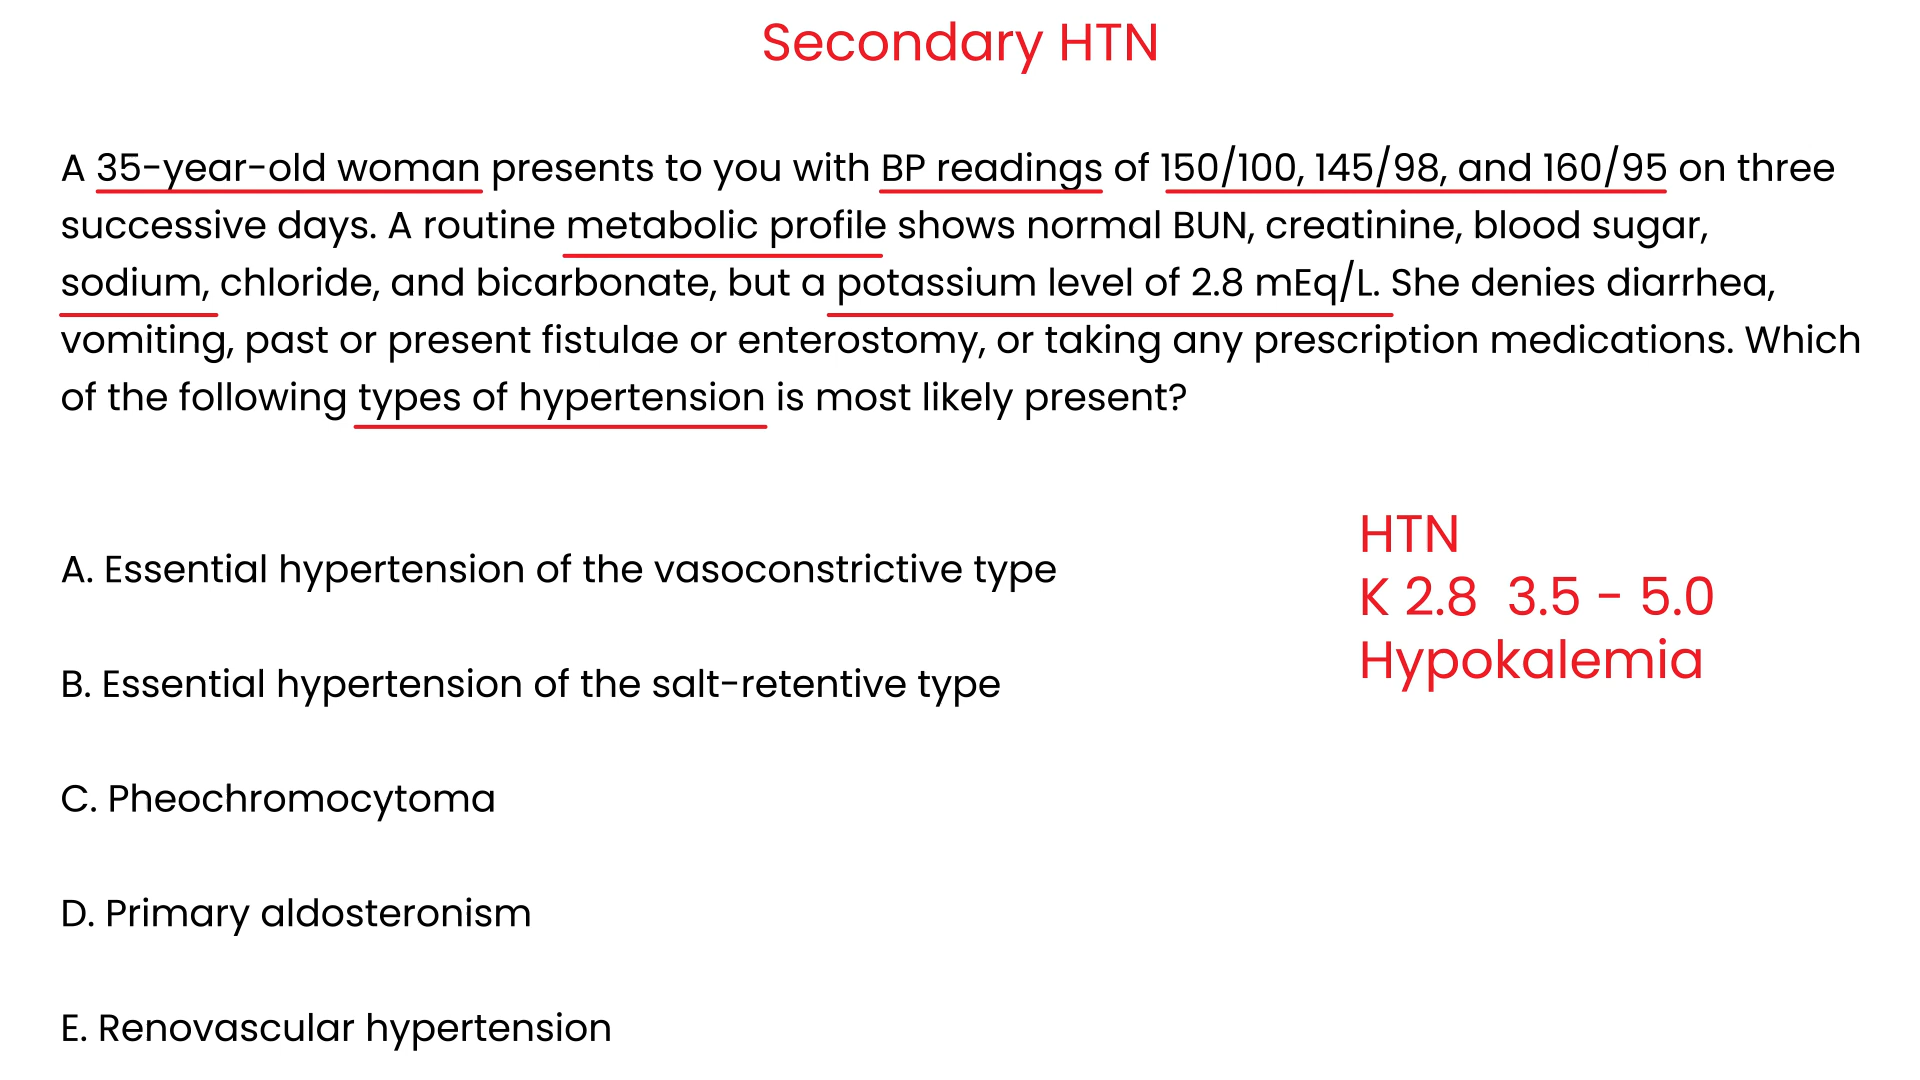 Secondary HTN
A 35-year-old woman presents to you with BP readings of 150/100, 145/98, and 160/95 on three
successive days. A routine metabolic profile shows normal BUN, creatinine, blood sugar,
sodium, chloride, and bicarbonate, but a potassium level of 2.8 mEq/L. She denies diarrhea,
vomiting, past or present fistulae or enterostomy, or taking any prescription medications. Which
of the following types of hypertension is most likely present?
A. Essential hypertension of the vasoconstrictive type
B. Essential hypertension of the salt-retentive type
C. Pheochromocytoma
D. Primary aldosteronism
E. Renovascular hypertension
HTN
K 2.8 3.5 - 5.0
Hypokalemia